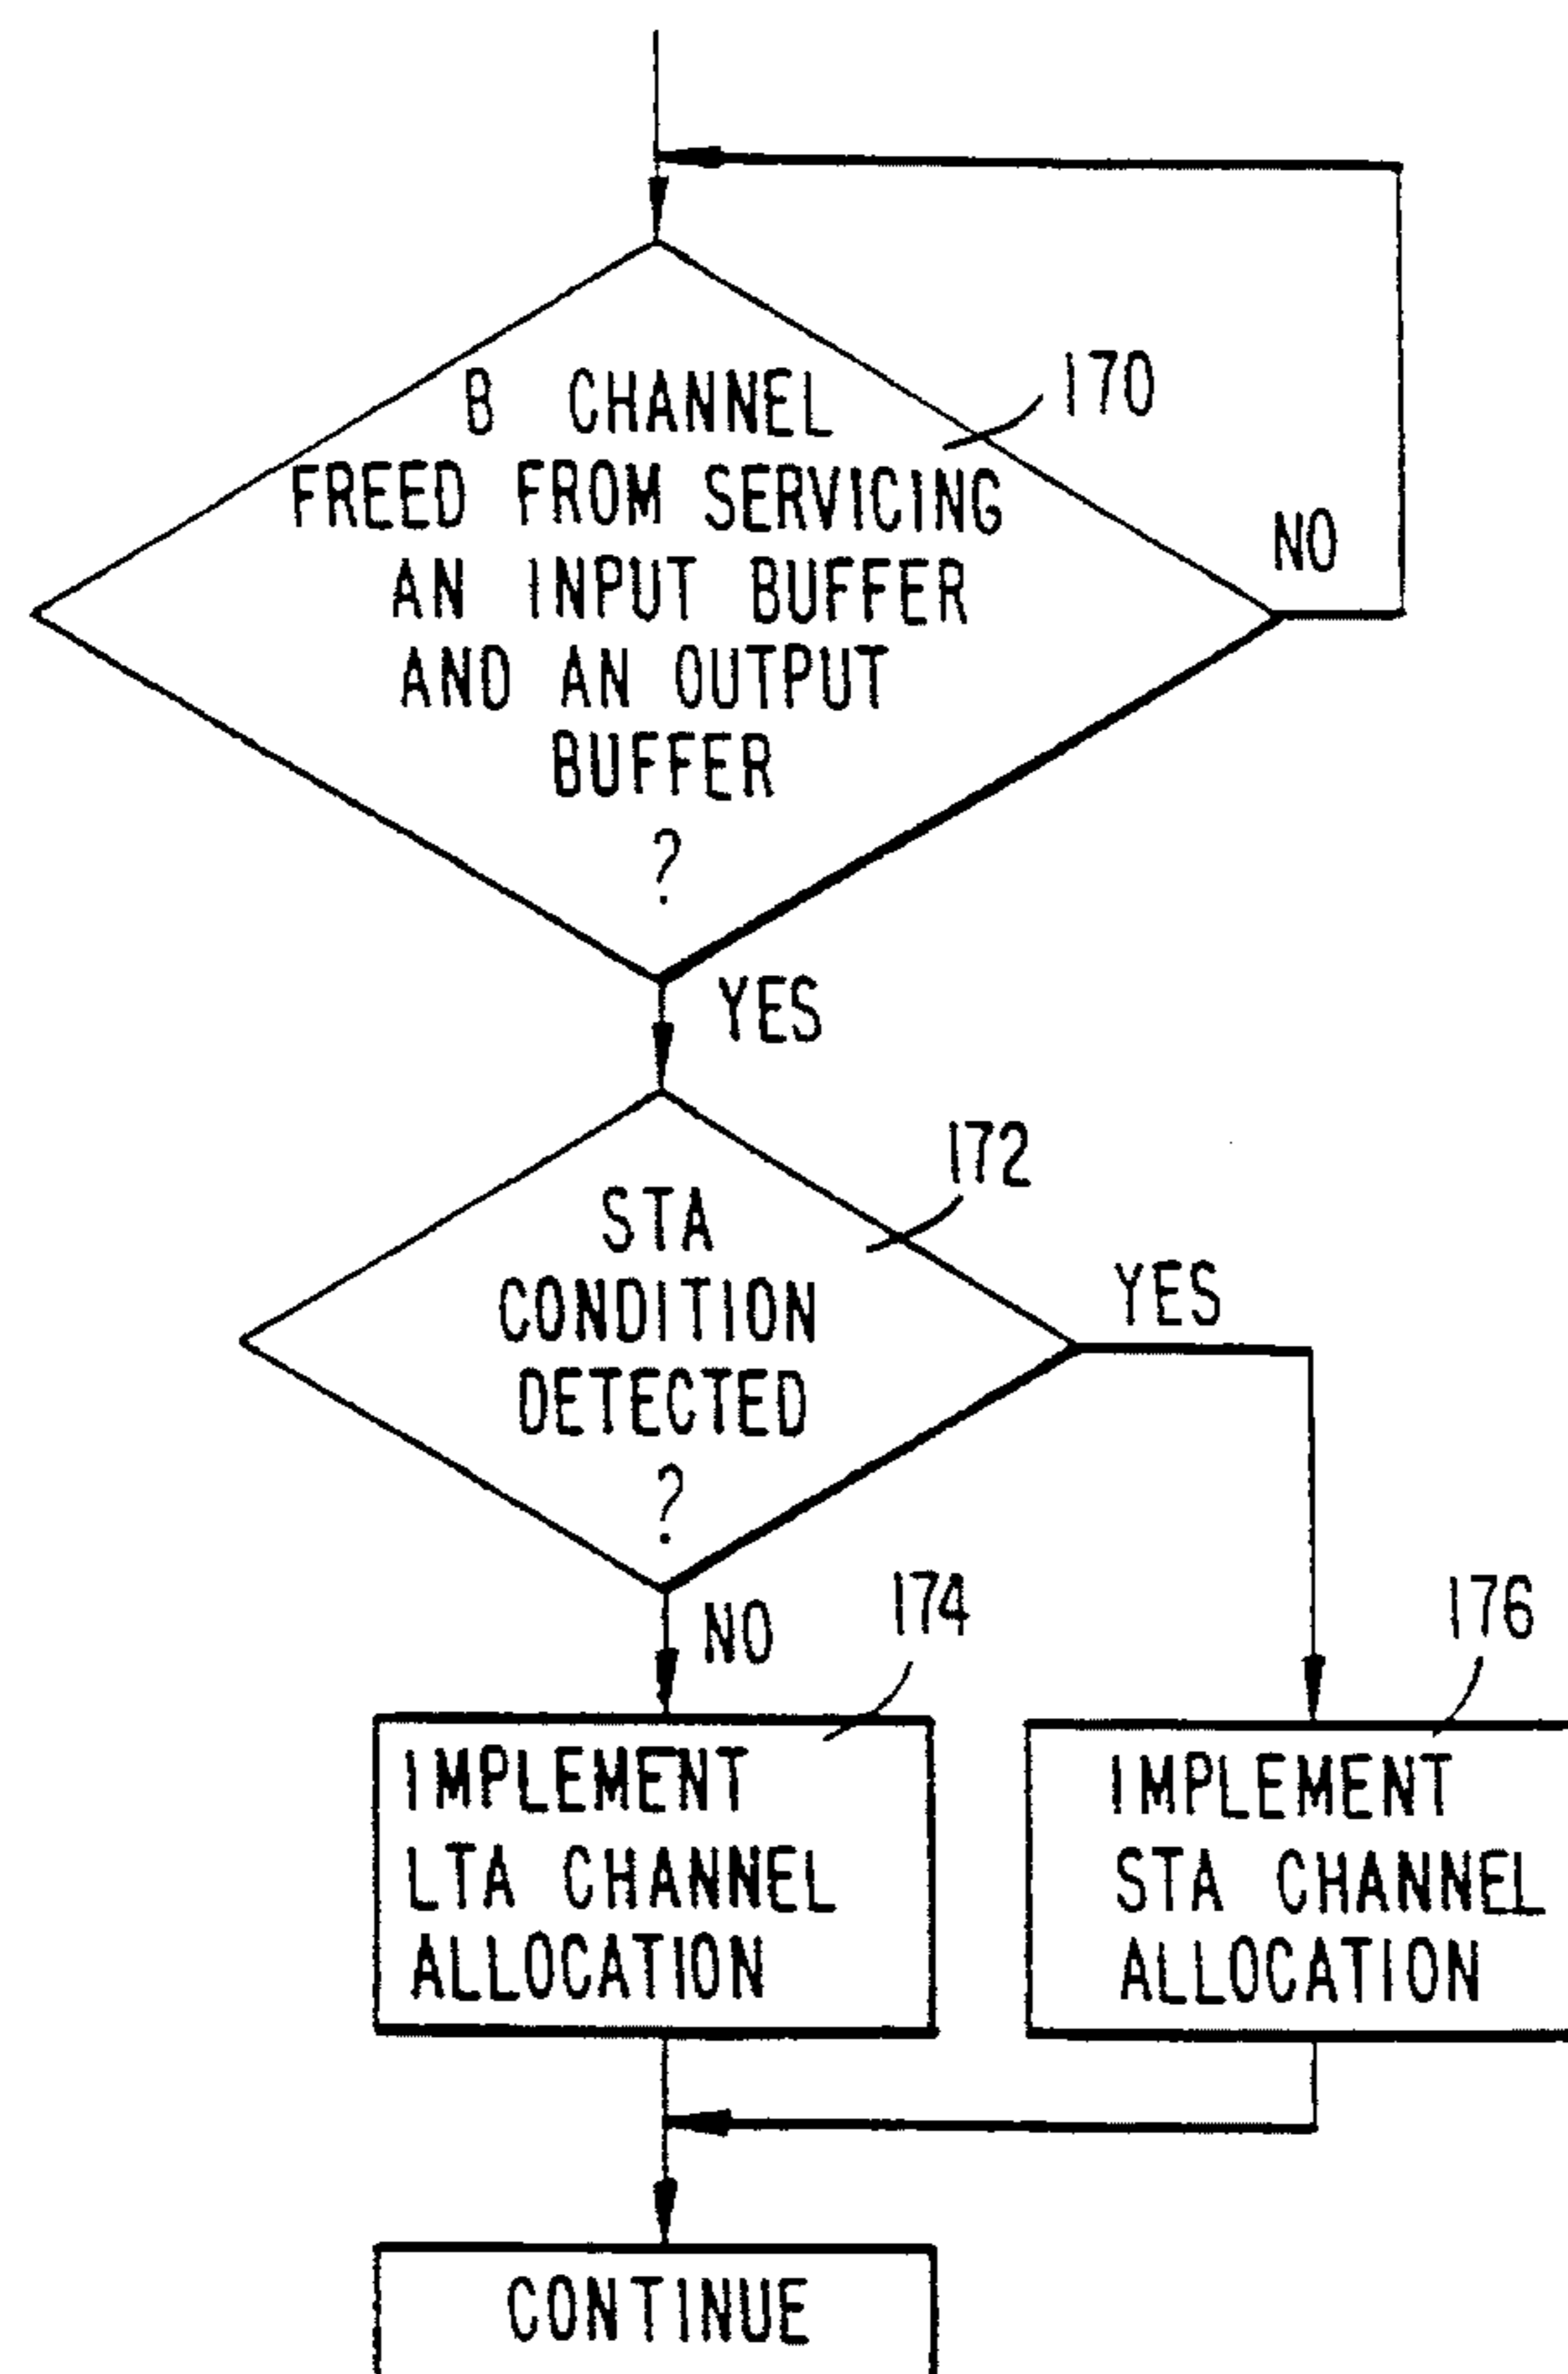 170
B CHANNEL
FREED FROM SERVICING
AN INPUT BUFFER
AND AN OUTPUT
BUFFER
?
NO
YES
172
STA
CONDITION
DETECTED
?
YES
NO
174
IMPLEMENT
LTA CHANNEL
ALLOCATION
176
IMPLEMENT
STA CHANNEL
ALLOCATION
CONTINUE